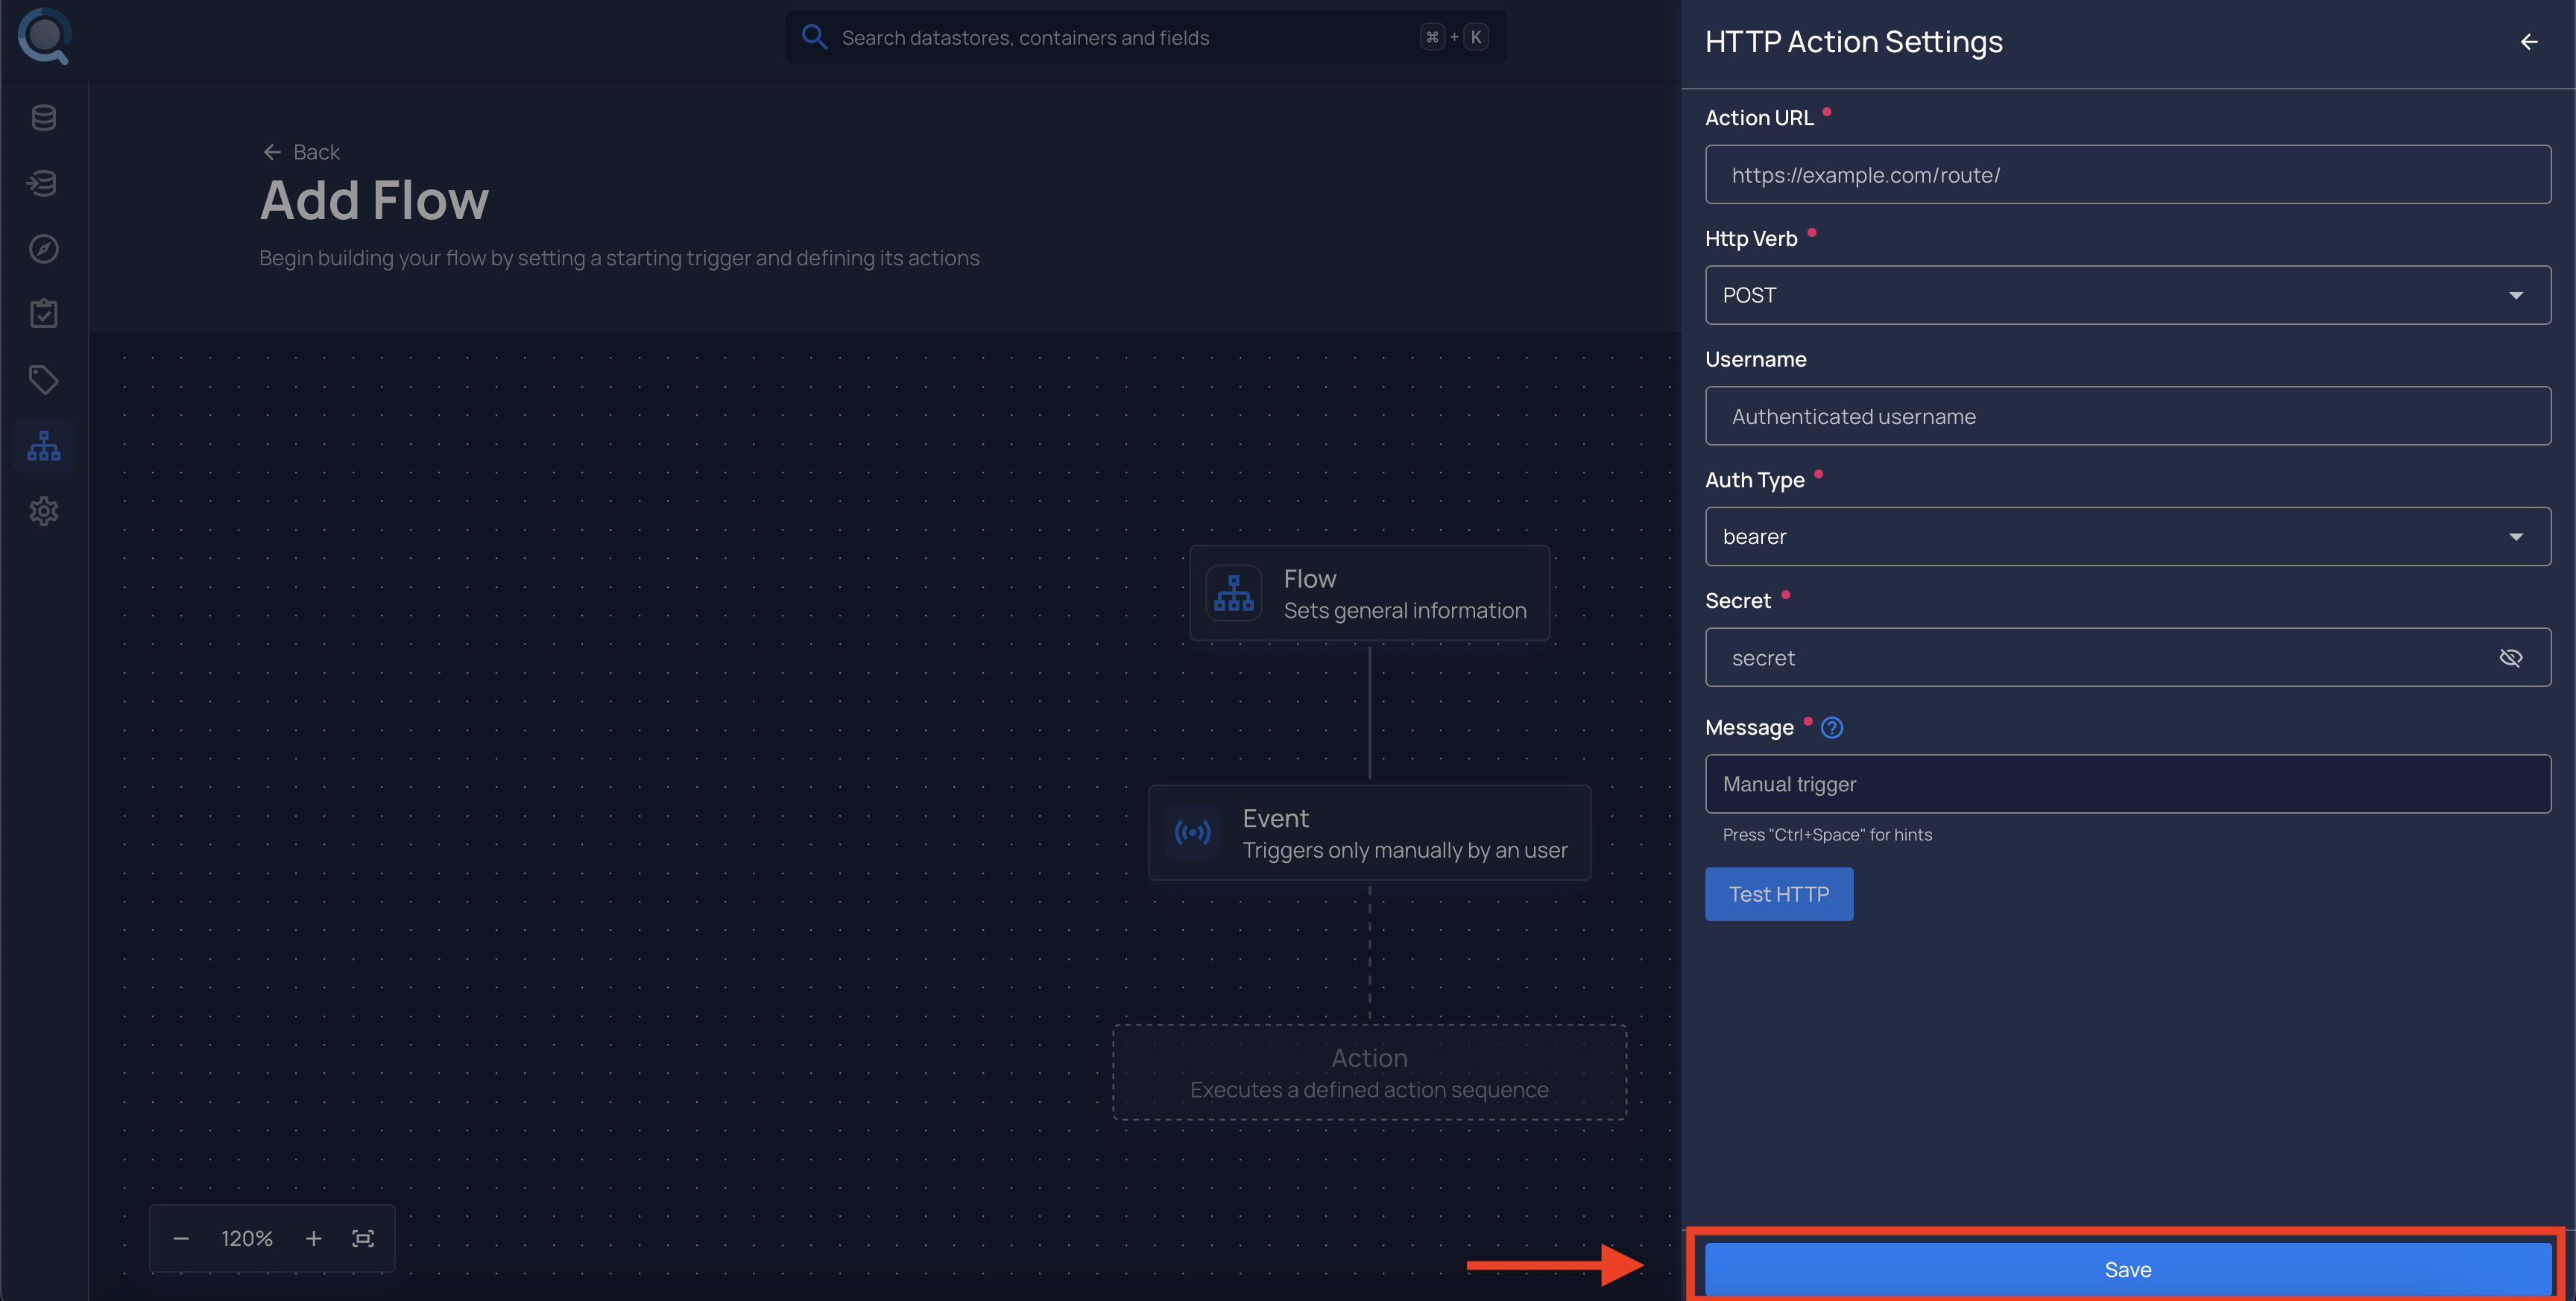 Search datastores, containers and fields
⌘ + K
Back
Add Flow
Begin building your flow by setting a starting trigger and defining its actions
Flow
Sets general information
Event
Triggers only manually by an user
Action
Executes a defined action sequence
120%
HTTP Action Settings
Action URL
https://example.com/route/
Http Verb
POST
Username
Authenticated username
Auth Type
bearer
Secret
secret
Message
Manual trigger
Press "Ctrl+Space" for hints
Test HTTP
Save